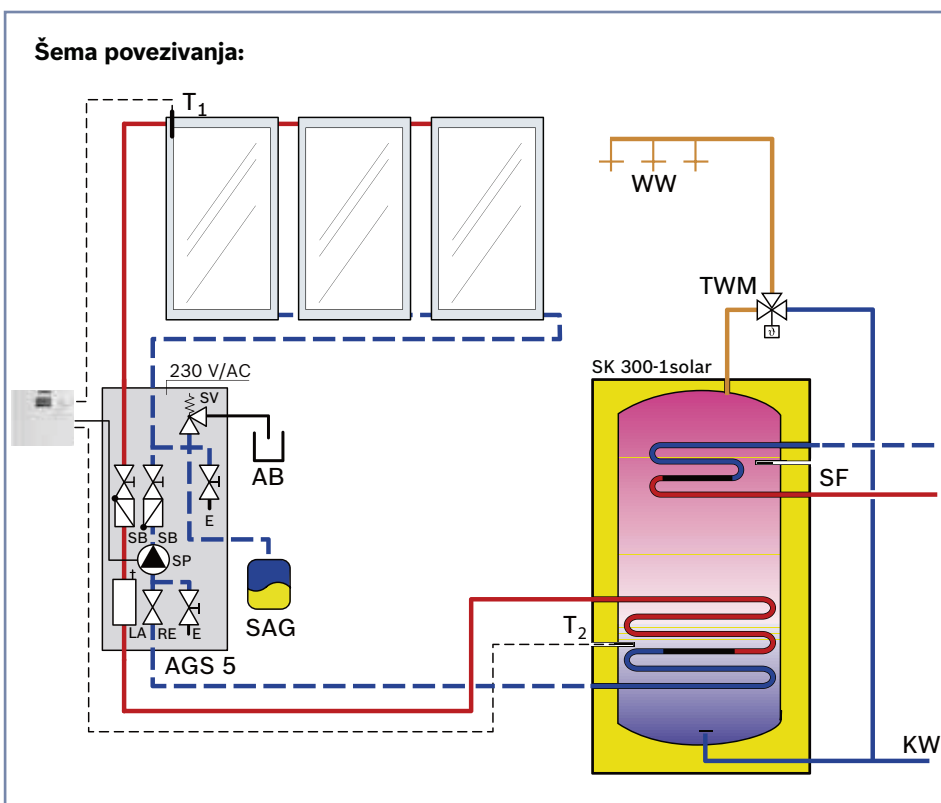 Šema povezivanja:
T1
WW
TWM
230 V/AC
SK 300-1solar
SV
AB
SF
E
SB SB
SP
SAG
T2
LA RE E
AGS 5
KW